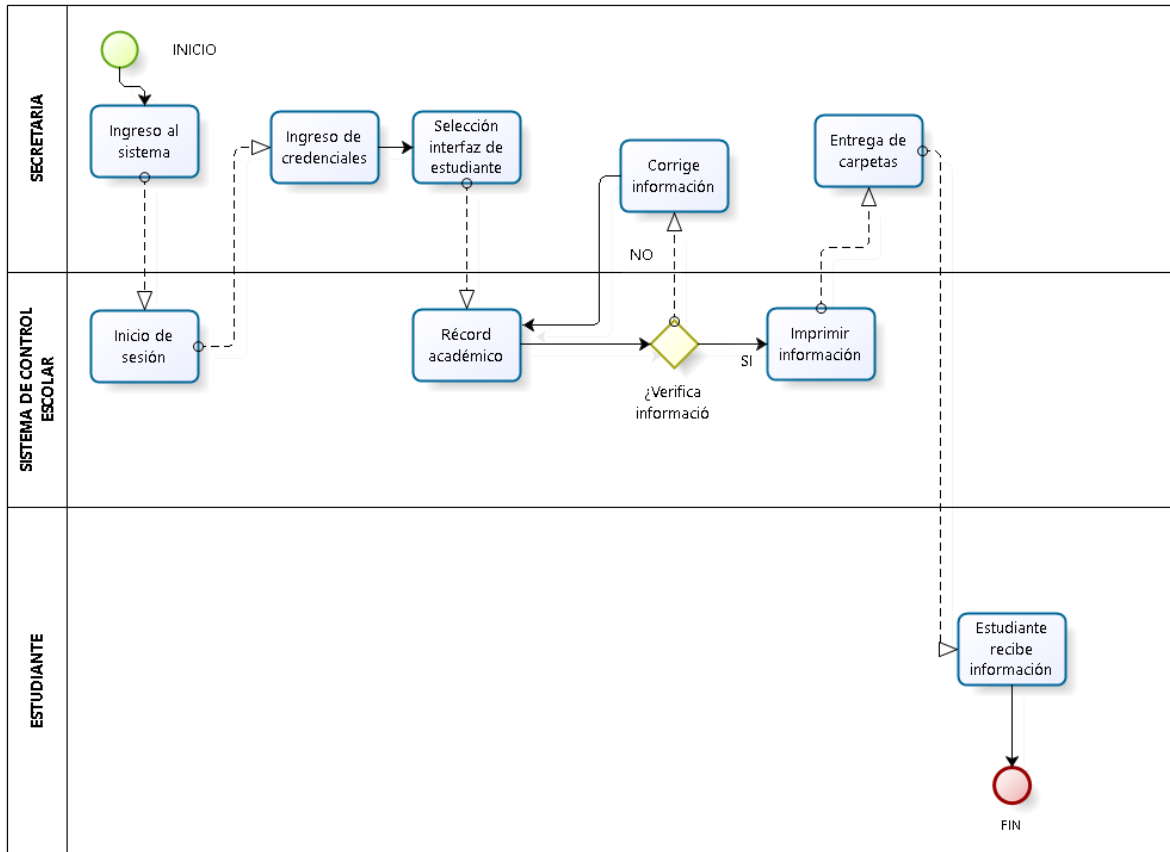 SECRETARIA
INICIO
Ingreso al
sistema
Ingreso de
credenciales
Selección
interfaz de
estudiante
Corrige
información
Entrega de
carpetas
NO
SISTEMA DE CONTROL
ESCOLAR
Inicio de
sesión
Récord
académico
¿Verifica
informació
SI
Imprimir
información
ESTUDIANTE
Estudiante
recibe
información
FIN